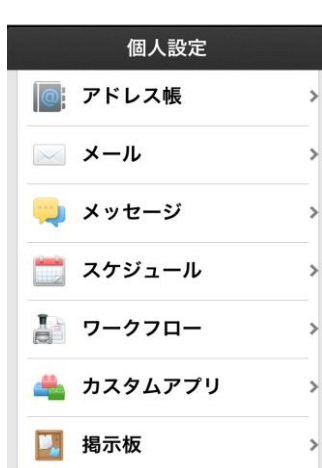 個人設定
アドレス帳
メール
メッセージ
スケジュール
ワークフロー
カスタムアプリ
掲示板